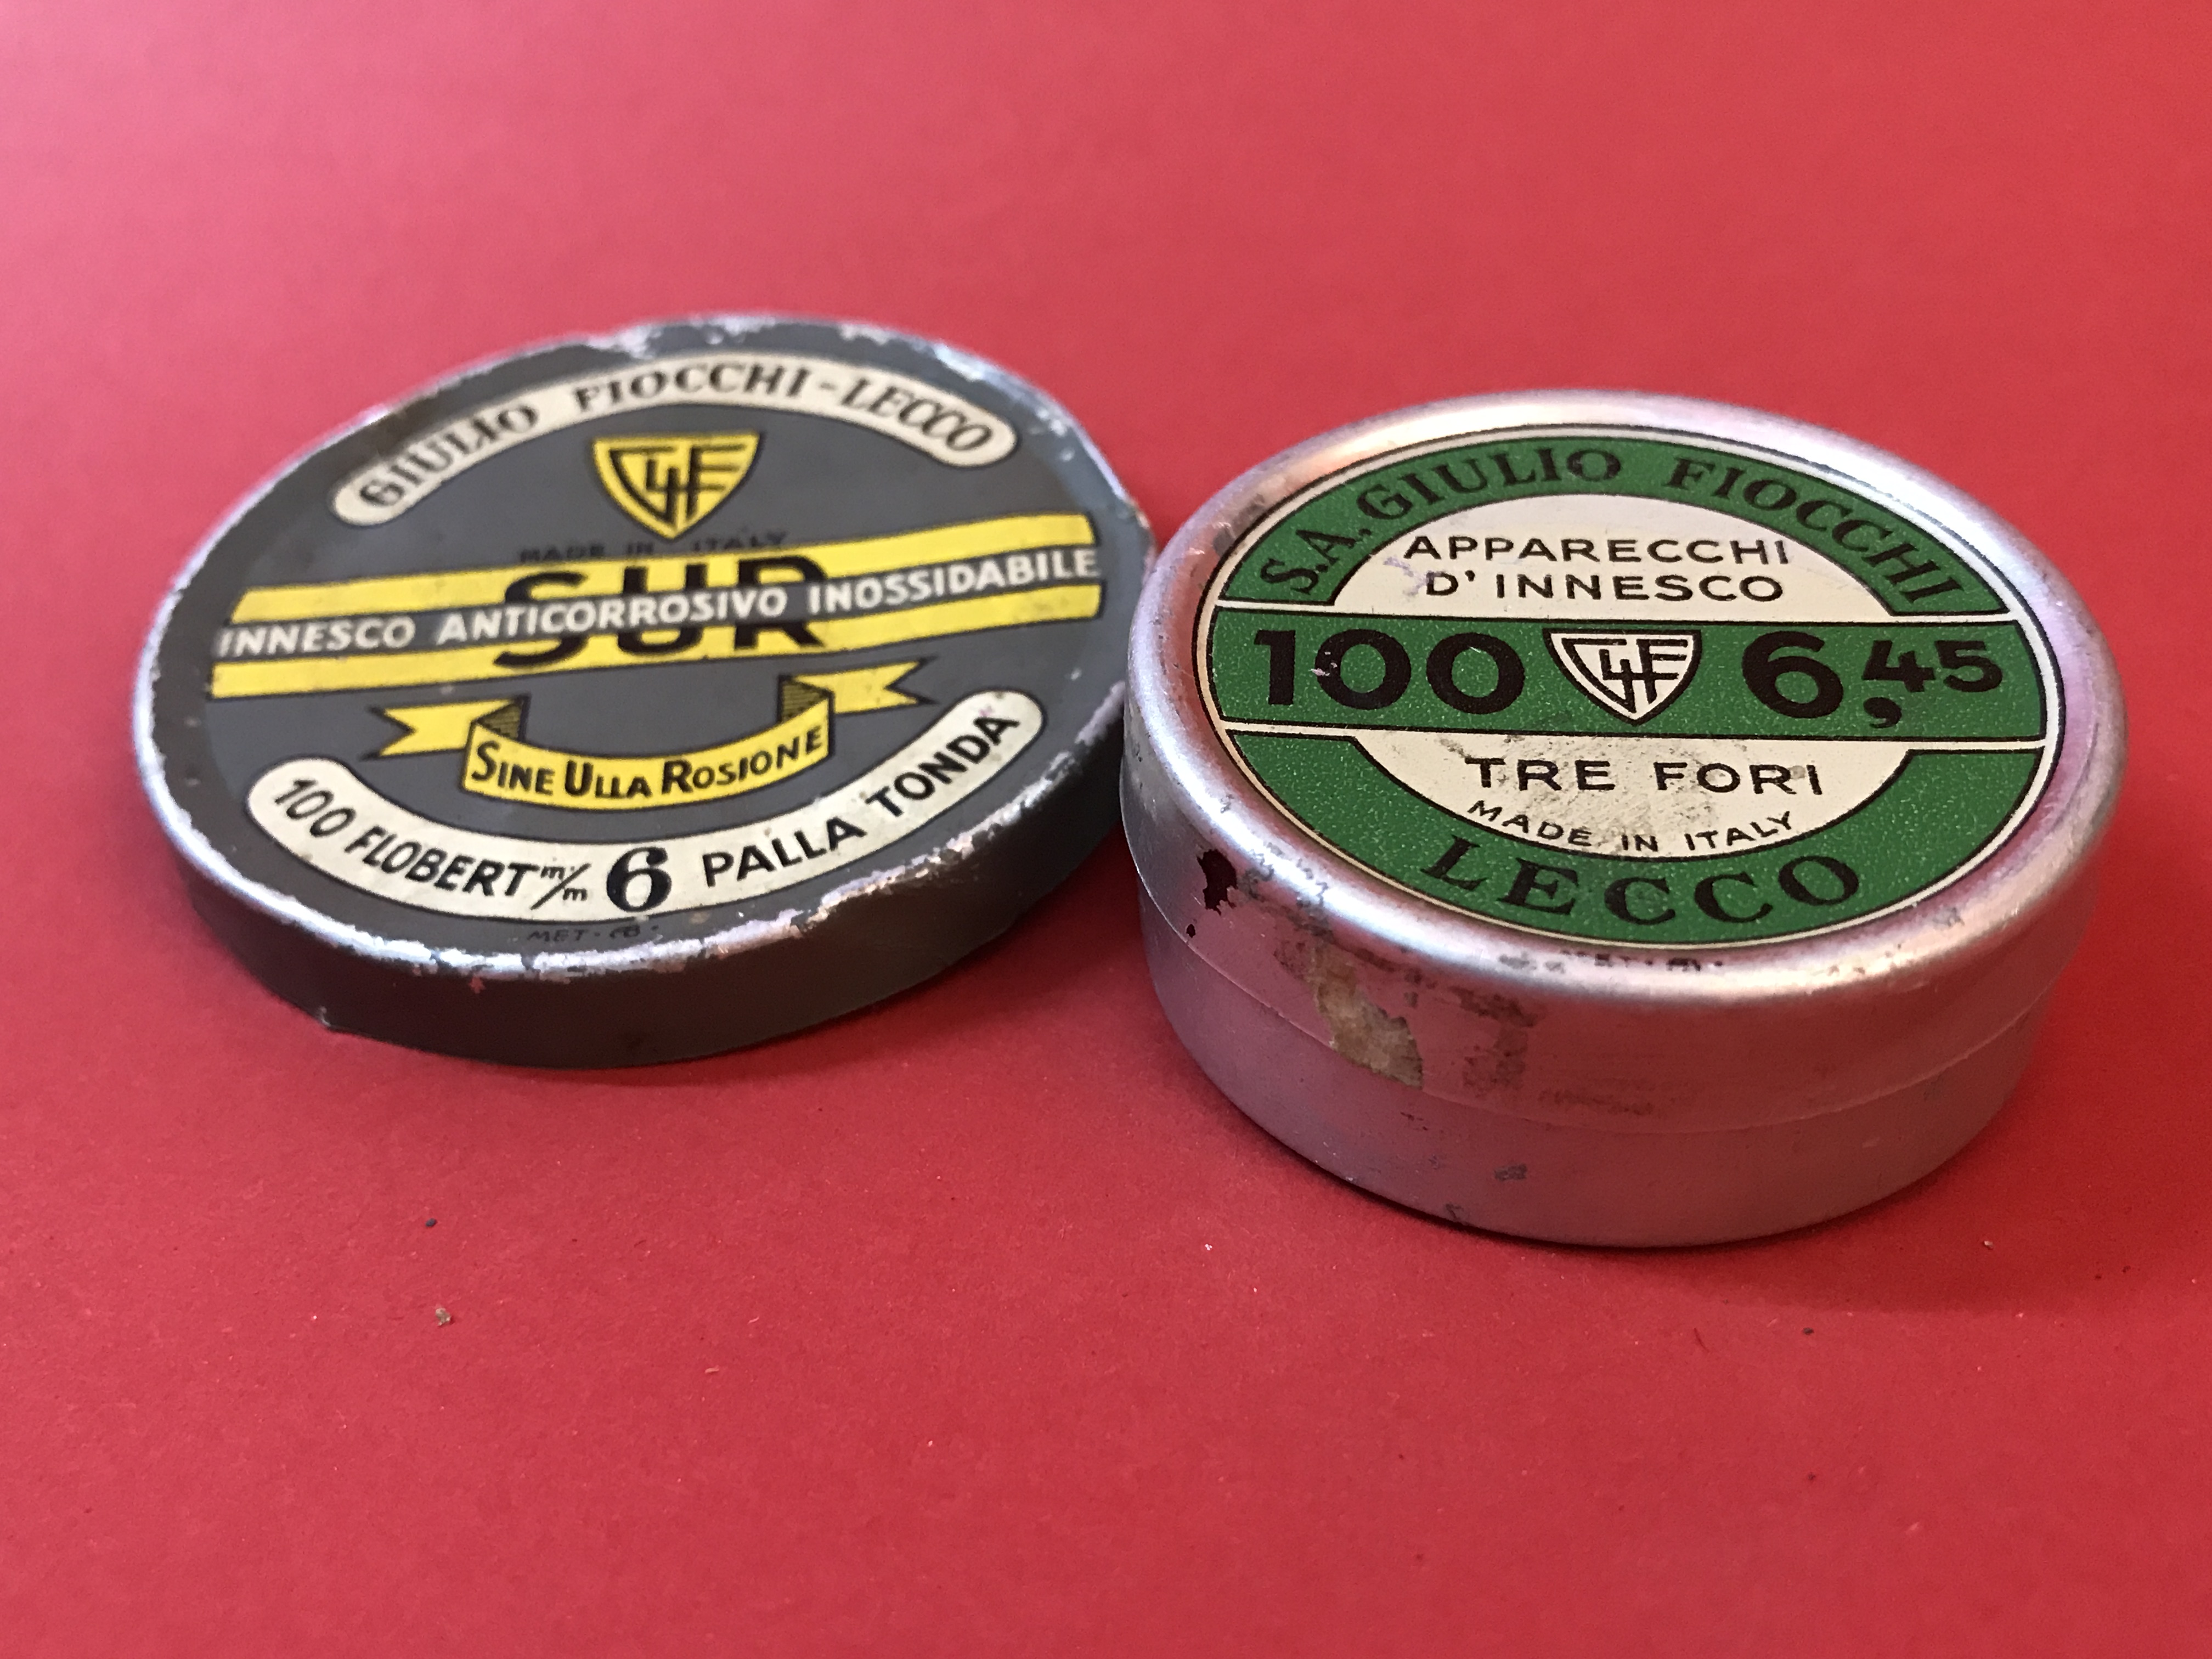 GIULIO FIOCCHI-LECCO
GF
MADE IN ITALY
SUR
INNESCO ANTICORROSIVO INOSSIDABILE
SINE ULLA ROSIONE
100 FLOBERT m/m 6 PALLA TONDA
S.A. GIULIO FIOCCHI
APPARECCHI
D'INNESCO
100 GF 6,45
TRE FORI
MADE IN ITALY
LECCO